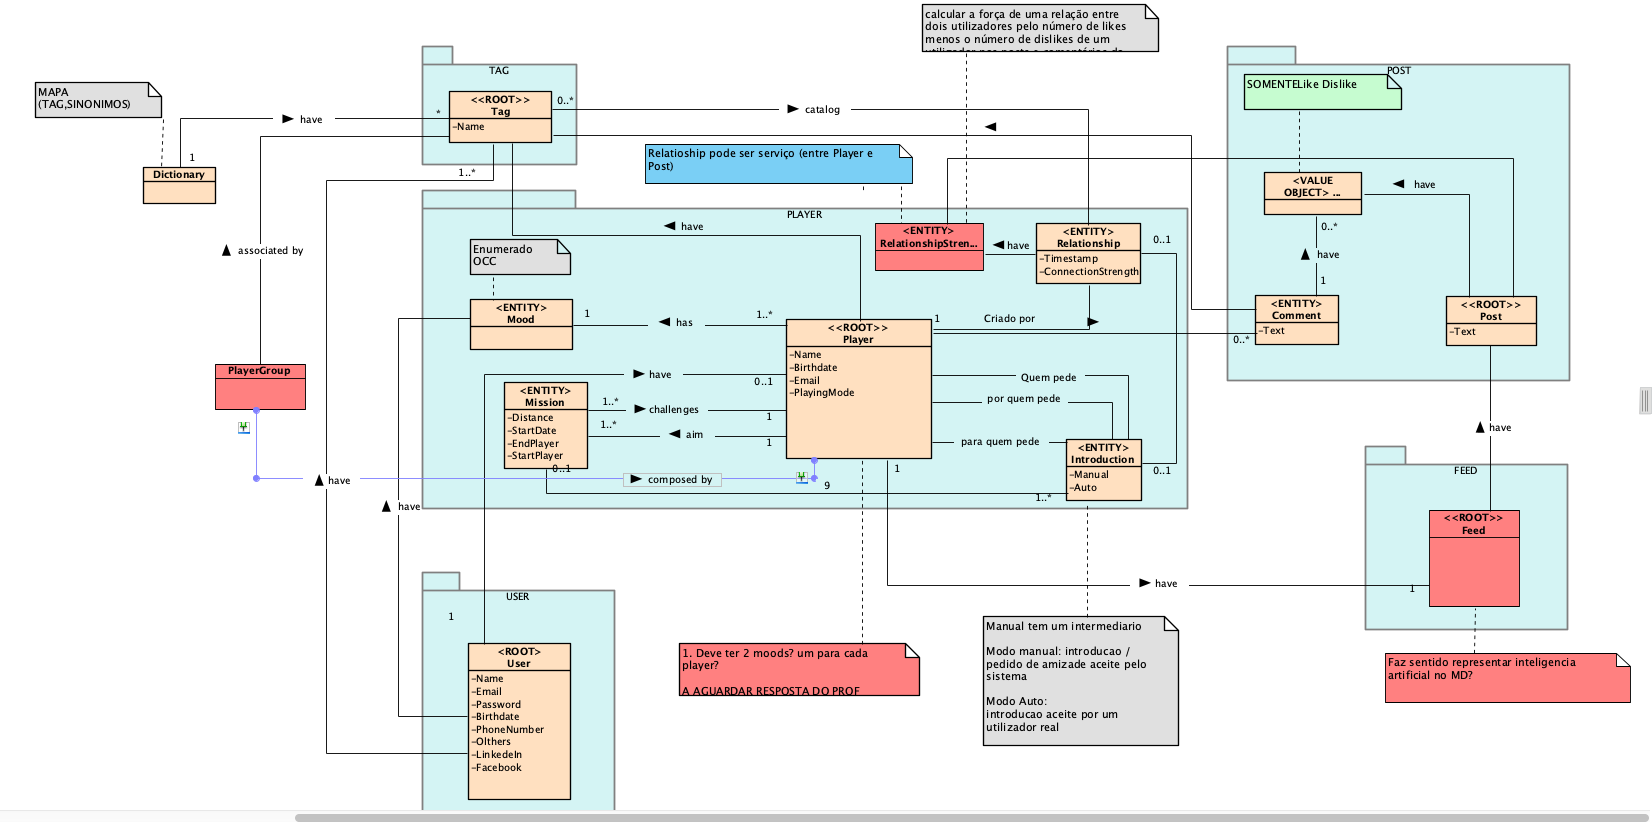 calcular a força de uma relação entre
dois utilizadores pelo número de likes
menos o número de dislikes de um
MAPA
(TAG,SINONIMOS)
TAG
<<ROOT>>
Tag
-Name
0..*
catalog
*
have
1
Dictionary
POST
SOMENTELike Dislike
Relatioship pode ser serviço (entre Player e
Post)
1..*
<VALUE
OBJECT> ...
have
0..*
have
1
PLAYER
have
<ENTITY>
RelationshipStren...
have
<ENTITY>
Relationship
-Timestamp
-ConnectionStrength
0..1
associated by
Enumerado
OCC
<ENTITY>
Mood
1
has
1..*
<<ROOT>>
Player
-Name
-Birthdate
-Email
-PlayingMode
1
Criado por
0..*
<ENTITY>
Comment
-Text
<<ROOT>>
Post
-Text
PlayerGroup
have
0..1
<ENTITY>
Mission
-Distance
-StartDate
-EndPlayer
-StartPlayer
1..*
challenges
1
1..*
aim
1
Quem pede
por quem pede
para quem pede
<ENTITY>
Introduction
-Manual
-Auto
0..1
0..1
1..*
composed by
9
1
have
have
have
FEED
<<ROOT>>
Feed
have
1
USER
1
<ROOT>
User
-Name
-Email
-Password
-Birthdate
-PhoneNumber
-Olthers
-LinkedeIn
-Facebook
1. Deve ter 2 moods? um para cada
player?
A AGUARDAR RESPOSTA DO PROF
Manual tem um intermediario
Modo manual: introducao /
pedido de amizade aceite pelo
sistema
Modo Auto:
introducao aceite por um
utilizador real
Faz sentido representar inteligencia
artificial no MD?